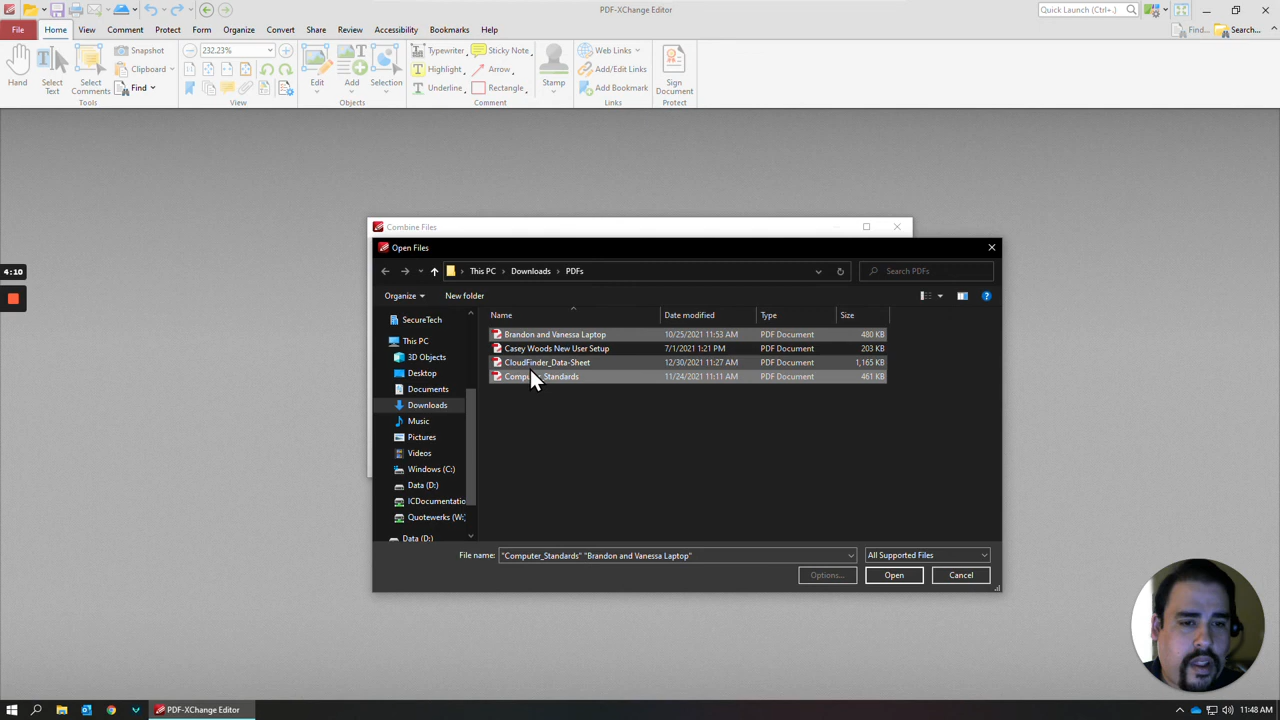 PDF-XChange Editor
Quick Launch (Ctrl+.)
File Home View Comment Protect Form Organize Convert Share Review Accessibility Bookmarks Help
Find... Search...
Hand
Select Text
Select Comments
Snapshot
Clipboard
Find
Tools
232.23%
View
Edit
Add
Selection
Objects
Typewriter Sticky Note
Highlight Arrow
Underline Rectangle
Comment
Stamp
Web Links
Add/Edit Links
Add Bookmark
Links
Sign Document
Protect
Combine Files
Open Files
4:10
This PC > Downloads > PDFs
Search PDFs
Organize New folder
Name Date modified Type Size
SecureTech
This PC
3D Objects
Desktop
Documents
Downloads
Music
Pictures
Videos
Windows (C:)
Data (D:)
ICDocumentatio
Quotewerks (W:
Data (D:)
Brandon and Vanessa Laptop 10/25/2021 11:53 AM PDF Document 480 KB
Casey Woods New User Setup 7/1/2021 1:21 PM PDF Document 203 KB
CloudFinder_Data-Sheet 12/30/2021 11:27 AM PDF Document 1,165 KB
Computer_Standards 11/24/2021 11:11 AM PDF Document 461 KB
File name: "Computer_Standards" "Brandon and Vanessa Laptop"
All Supported Files
Options... Open Cancel
PDF-XChange Editor
11:48 AM